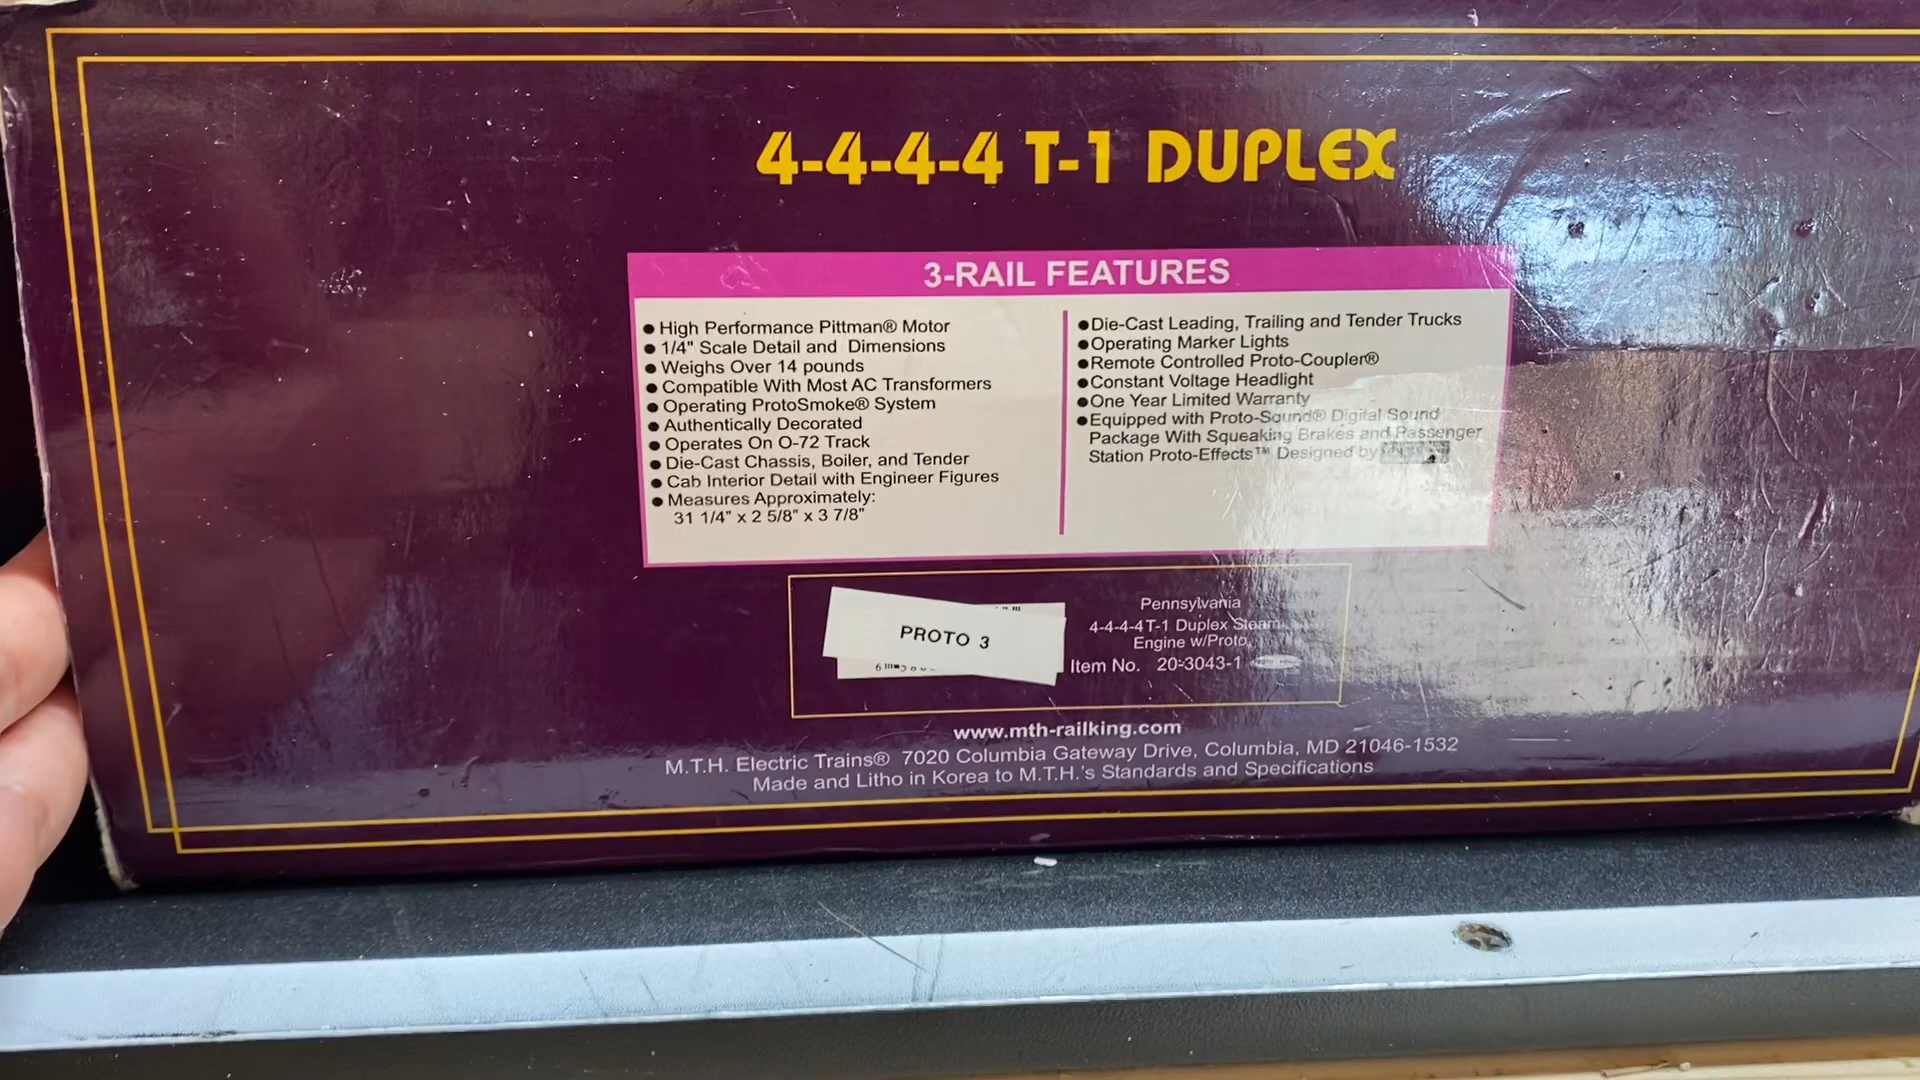 4-4-4-4 T-1 DUPLEX
3-RAIL FEATURES
● High Performance Pittman® Motor
● 1/4" Scale Detail and Dimensions
● Weighs Over 14 pounds
● Compatible With Most AC Transformers
● Operating ProtoSmoke® System
● Authentically Decorated
● Operates On O-72 Track
● Die-Cast Chassis, Boiler, and Tender
● Cab Interior Detail with Engineer Figures
● Measures Approximately:
31 1/4" x 2 5/8" x 3 7/8"
● Die-Cast Leading, Trailing and Tender Trucks
● Operating Marker Lights
● Remote Controlled Proto-Coupler®
● Constant Voltage Headlight
● One Year Limited Warranty
● Equipped with Proto-Sound® Digital Sound
Package With Squeaking Brakes and Passenger
Station Proto-Effects™ Designed by
PROTO 3
Pennsylvania
4-4-4-4T-1 Duplex Steam
Engine w/Proto
Item No. 20-3043-1
www.mth-railking.com
M.T.H. Electric Trains® 7020 Columbia Gateway Drive, Columbia, MD 21046-1532
Made and Litho in Korea to M.T.H.'s Standards and Specifications